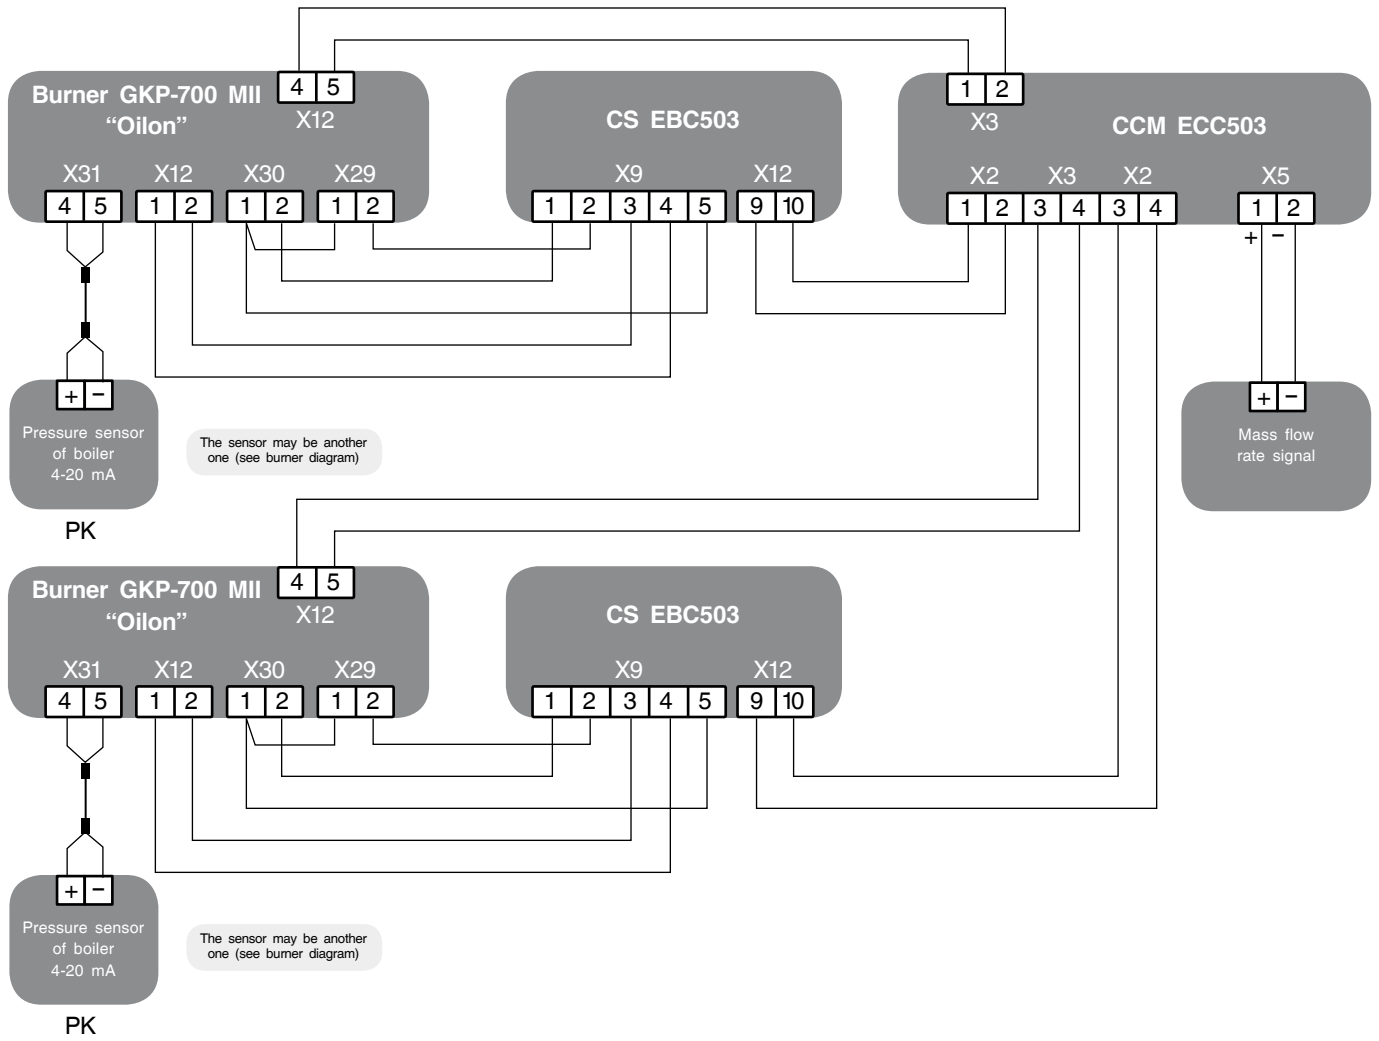 4 5
1 2
Burner GKP-700 MII
“Oilon”
X12
CS EBC503
X3
CCM ECC503
X31 X12 X30 X29
X9 X12
X2 X3 X2 X5
4 5 1 2 1 2 1 2
1 2 3 4 5 9 10
1 2 3 4 3 4 1 2
+ −
+ −
Pressure sensor
of boiler
4-20 mA
The sensor may be another
one (see burner diagram)
+ −
Mass flow
rate signal
PK
4 5
Burner GKP-700 MII
“Oilon”
X12
CS EBC503
X31 X12 X30 X29
X9 X12
4 5 1 2 1 2 1 2
1 2 3 4 5 9 10
+ −
Pressure sensor
of boiler
4-20 mA
The sensor may be another
one (see burner diagram)
PK